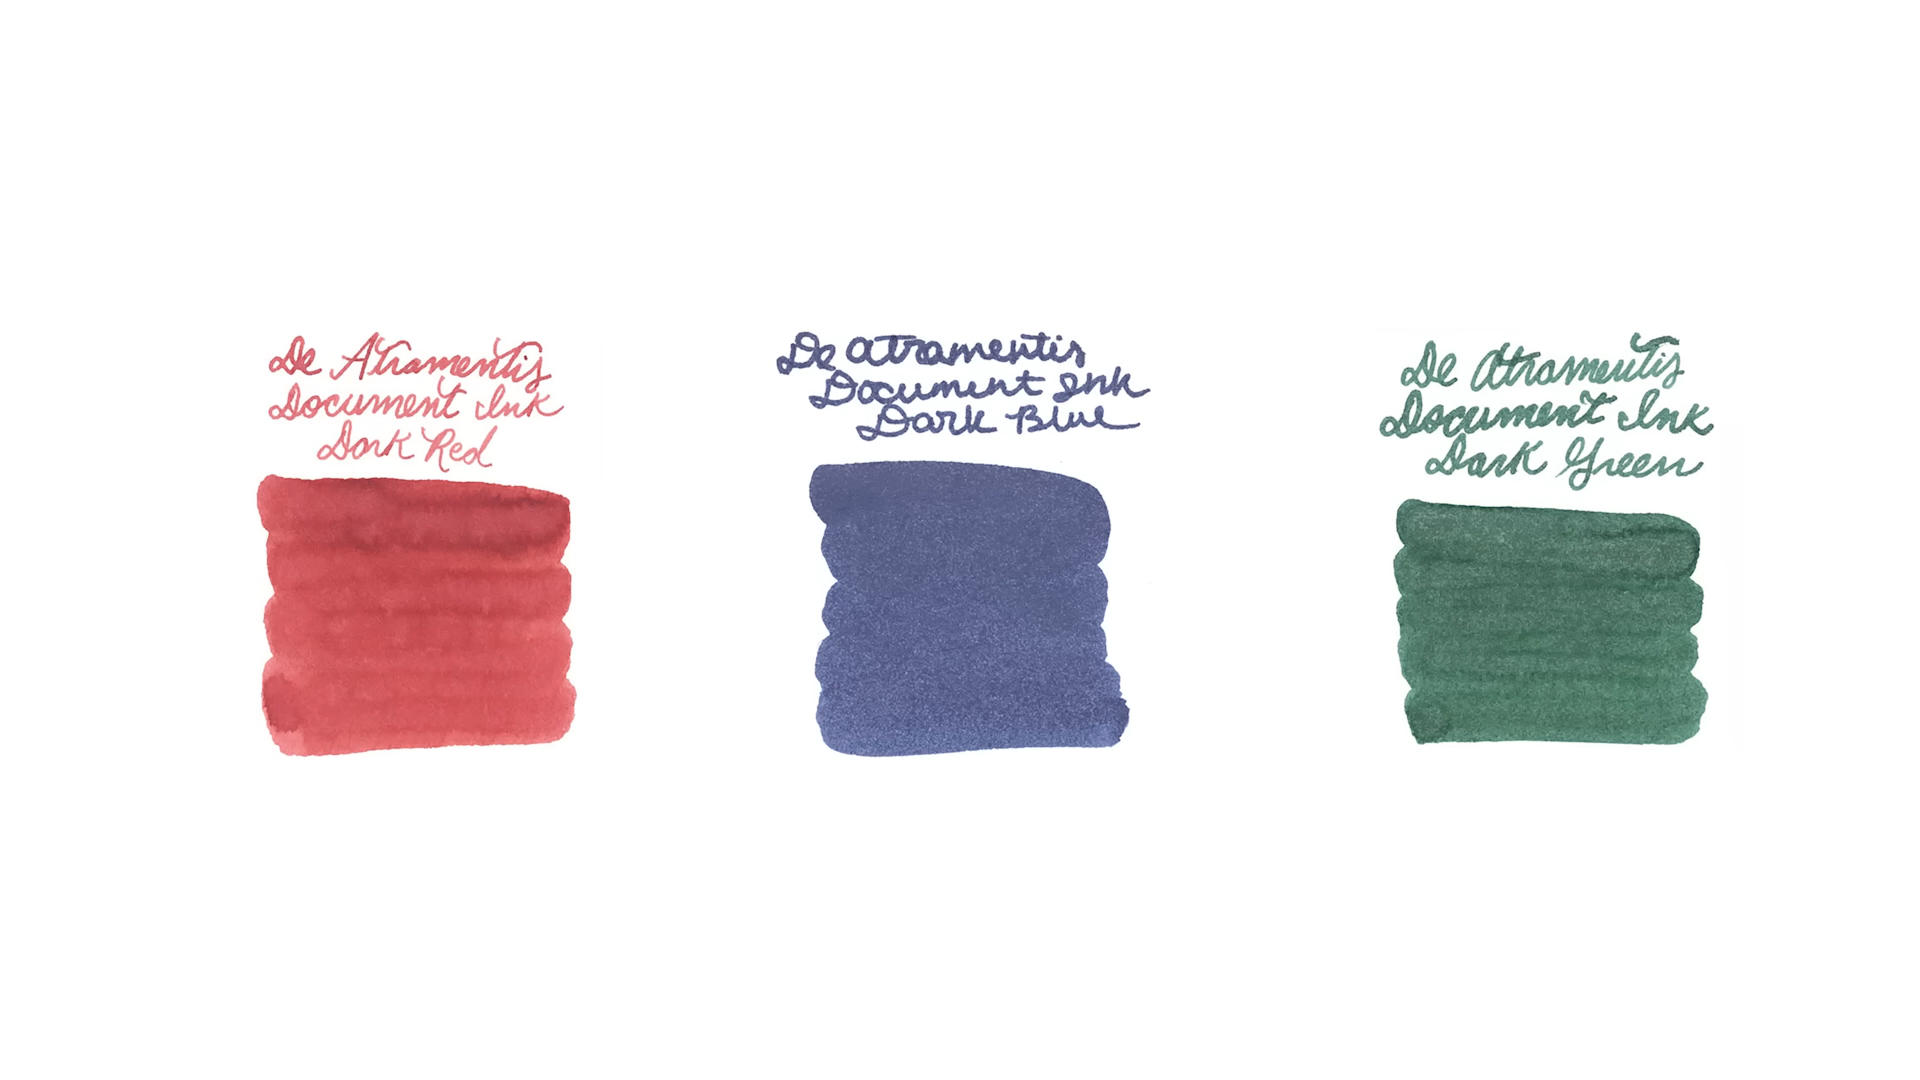 De Atramentis
Document Ink
Dark Red
De Atramentis
Document Ink
Dark Blue
De Atramentis
Document Ink
Dark Green